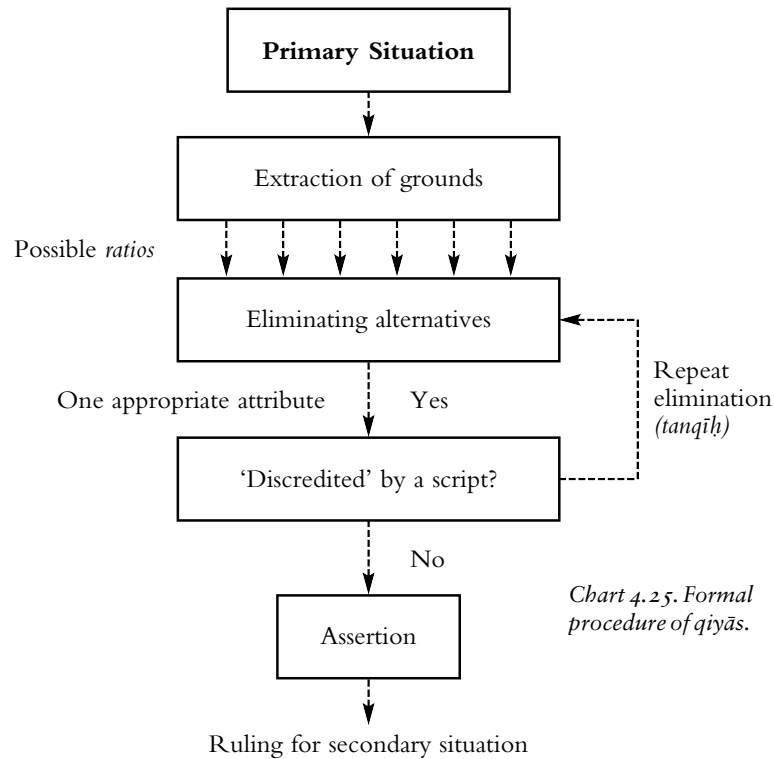 Primary Situation
Extraction of grounds
Possible ratios
Eliminating alternatives
One appropriate attribute
Yes
Repeat
elimination
(tanqīḥ)
‘Discredited’ by a script?
No
Chart 4.25. Formal
procedure of qiyās.
Assertion
Ruling for secondary situation